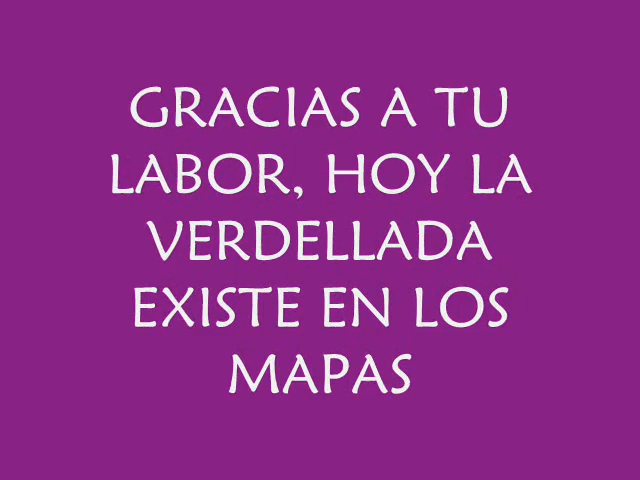 GRACIAS A TU
LABOR, HOY LA
VERDELLADA
EXISTE EN LOS
MAPAS